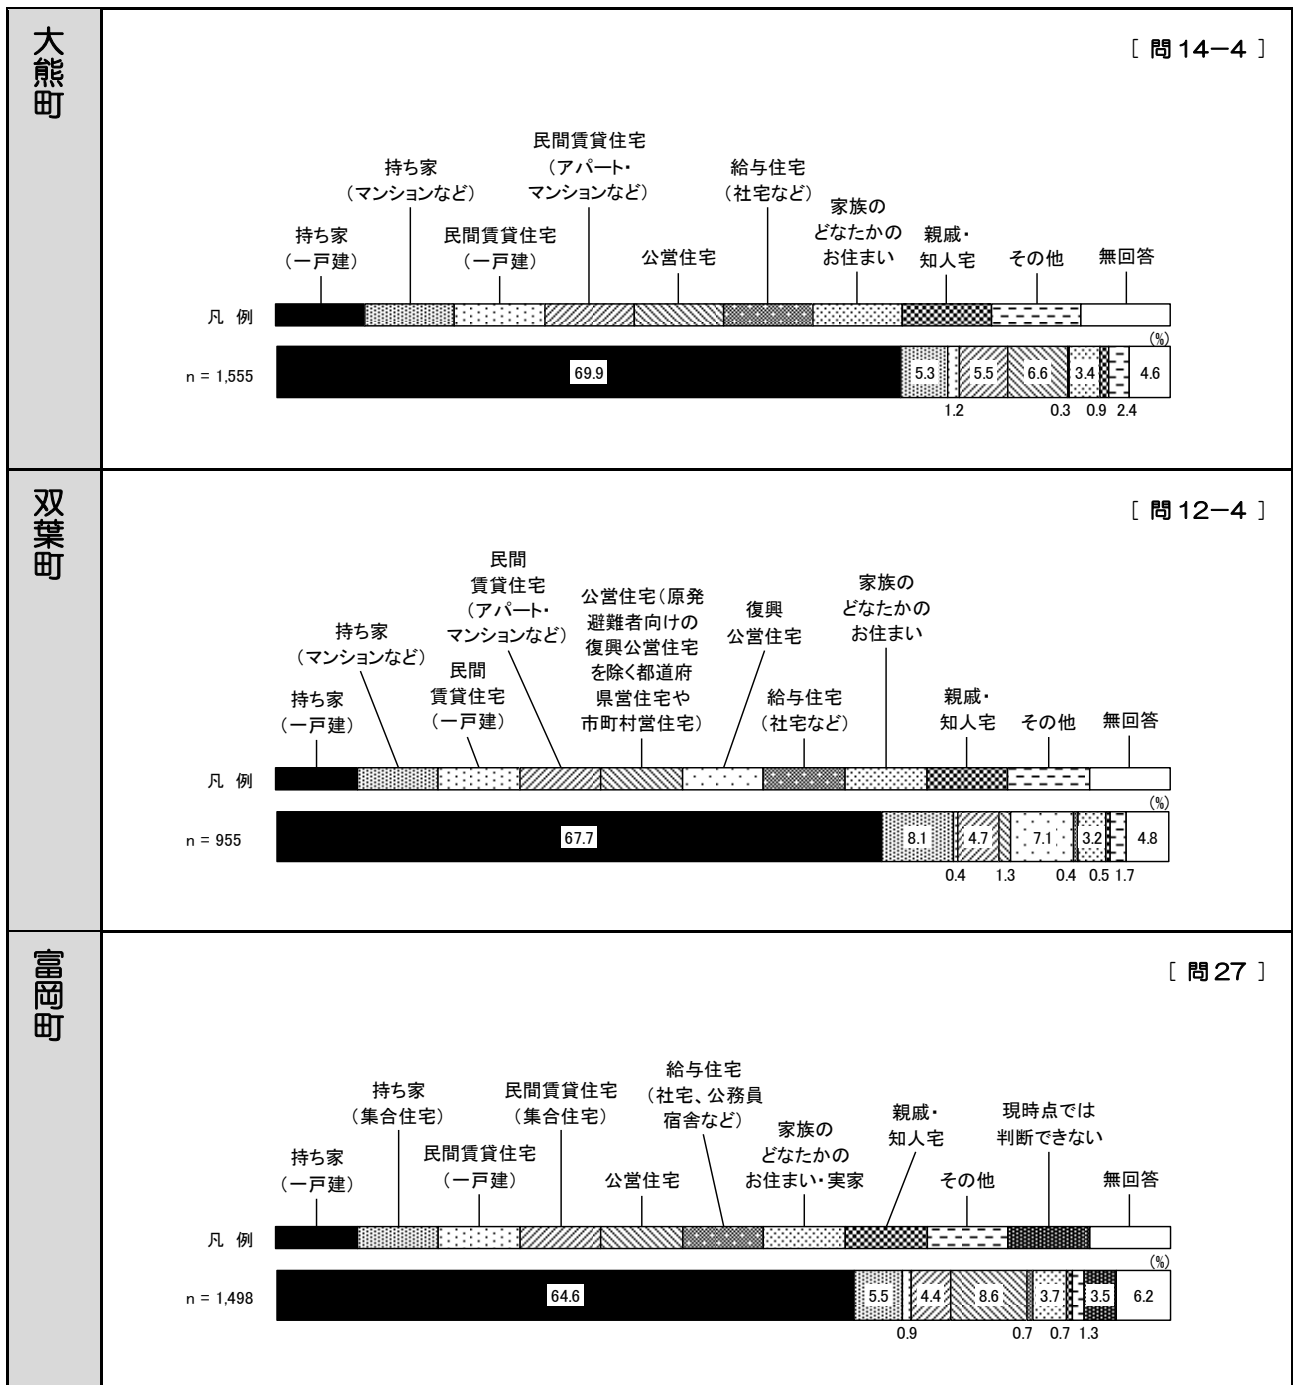 大熊町
［ 問14－4 ］
持ち家
（一戸建）
持ち家
（マンションなど）
民間賃貸住宅
（一戸建）
民間賃貸住宅
（アパート・
マンションなど）
公営住宅
給与住宅
（社宅など）
家族の
どなたかの
お住まい
親戚・
知人宅
その他
無回答
凡 例
(%)
n = 1,555
69.9
5.3
1.2
5.5
6.6
0.3
3.4
0.9
2.4
4.6
双葉町
［ 問12－4 ］
持ち家
（一戸建）
持ち家
（マンションなど）
民間
賃貸住宅
（一戸建）
民間
賃貸住宅
（アパート・
マンションなど）
公営住宅（原発
避難者向けの
復興公営住宅
を除く都道府
県営住宅や
市町村営住宅）
復興
公営住宅
給与住宅
（社宅など）
家族の
どなたかの
お住まい
親戚・
知人宅
その他
無回答
凡 例
(%)
n = 955
67.7
8.1
0.4
4.7
1.3
7.1
0.4
3.2
0.5
1.7
4.8
富岡町
［ 問27 ］
持ち家
（一戸建）
持ち家
（集合住宅）
民間賃貸住宅
（一戸建）
民間賃貸住宅
（集合住宅）
公営住宅
給与住宅
（社宅、公務員
宿舎など）
家族の
どなたかの
お住まい・実家
親戚・
知人宅
その他
現時点では
判断できない
無回答
凡 例
(%)
n = 1,498
64.6
5.5
0.9
4.4
8.6
0.7
3.7
0.7
1.3
3.5
6.2